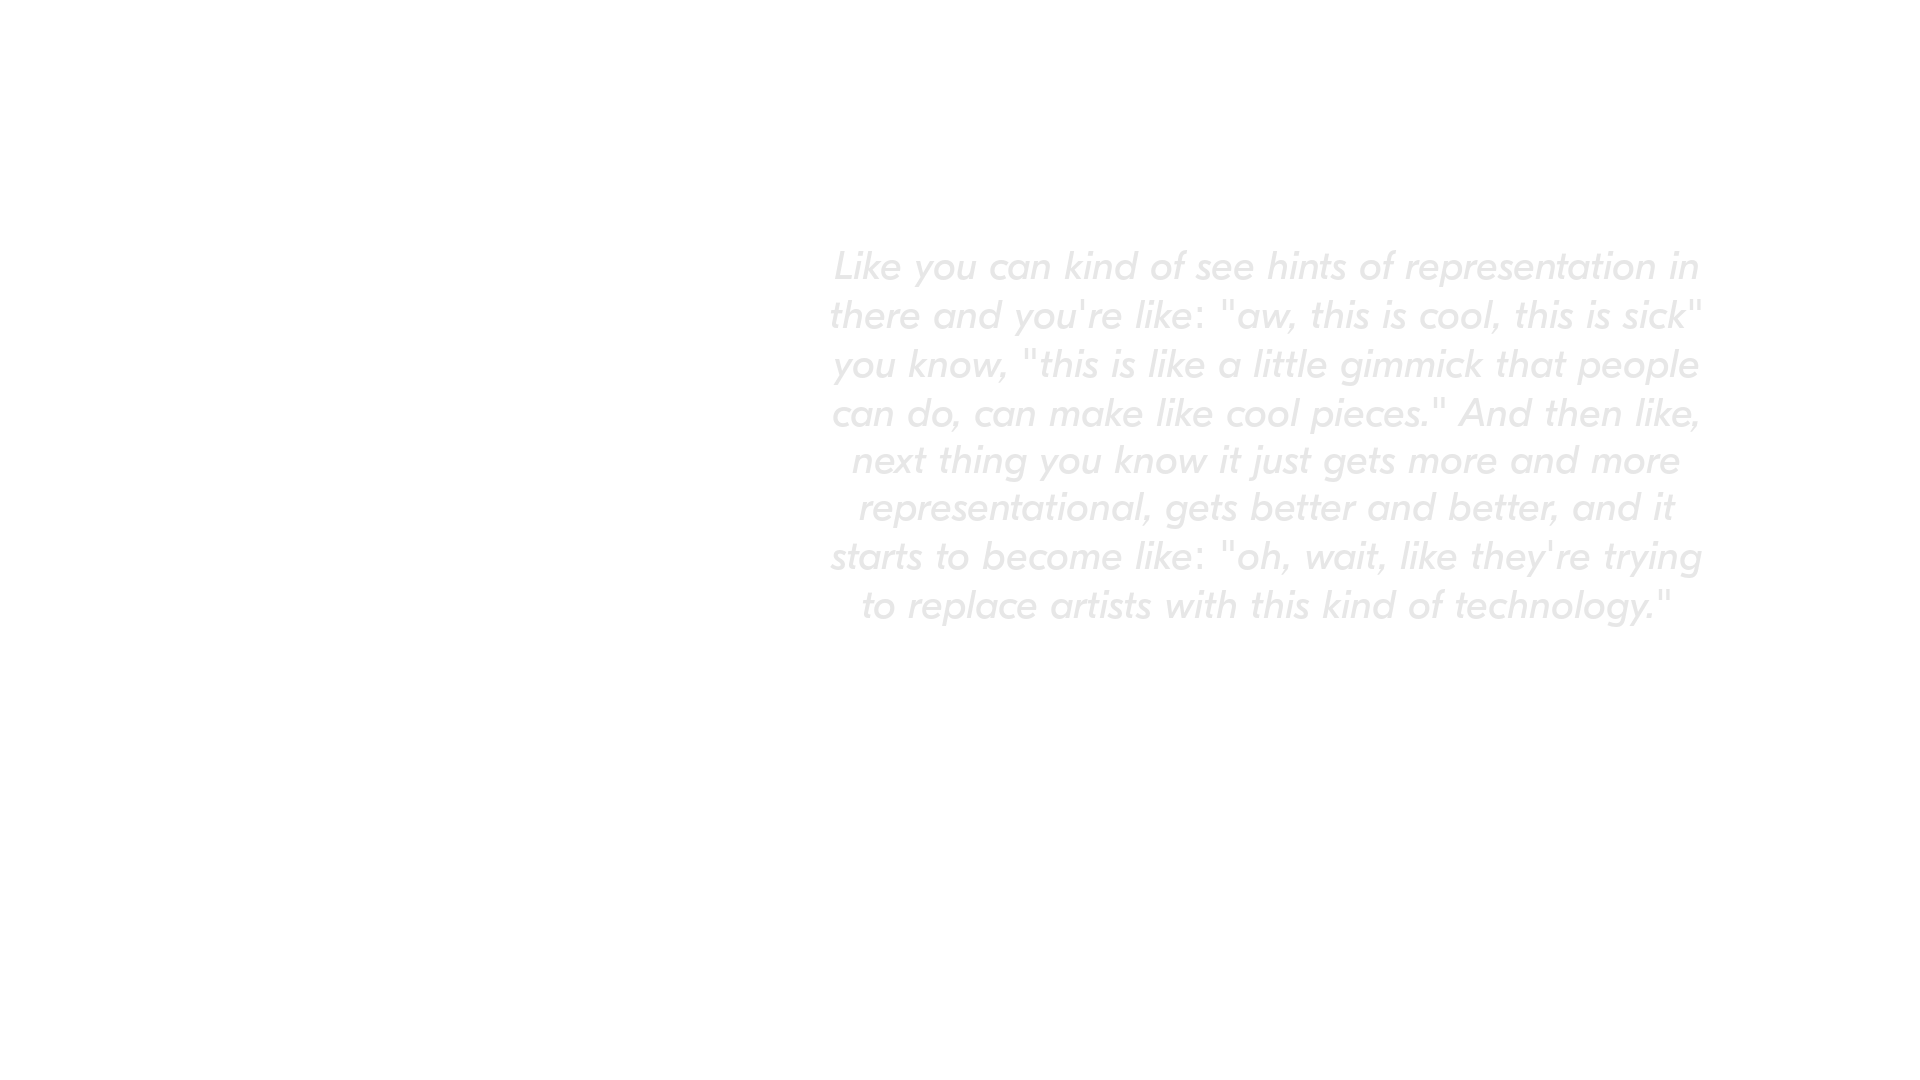 Like you can kind of see hints of representation in
there and you're like: "aw, this is cool, this is sick"
you know, "this is like a little gimmick that people
can do, can make like cool pieces." And then like,
next thing you know it just gets more and more
representational, gets better and better, and it
starts to become like: "oh, wait, like they're trying
to replace artists with this kind of technology."